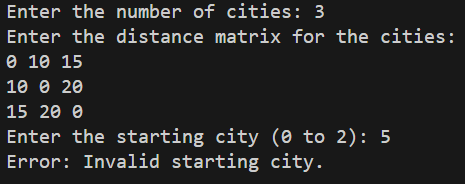 Enter the number of cities: 3
Enter the distance matrix for the cities:
0 10 15
10 0 20
15 20 0
Enter the starting city (0 to 2): 5
Error: Invalid starting city.